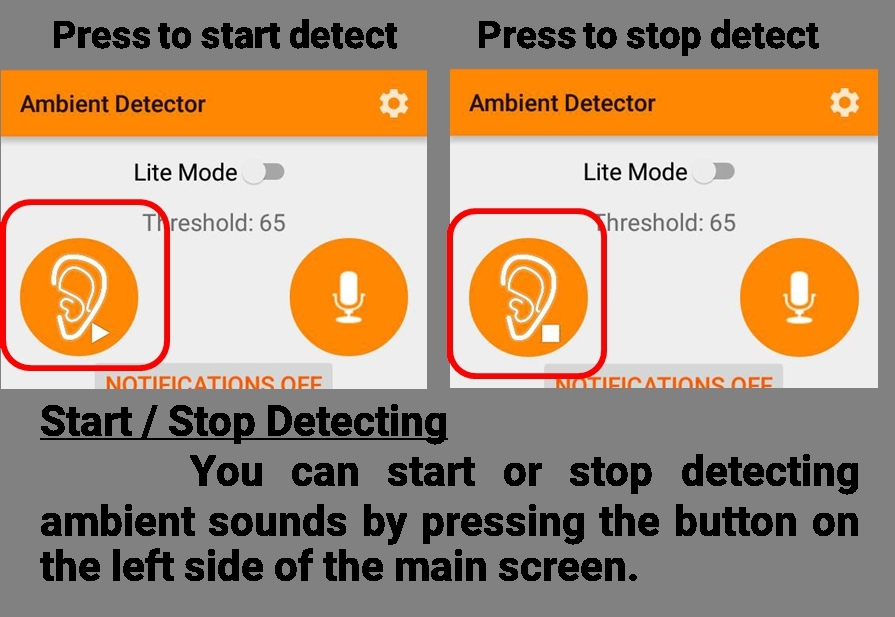 Press to start detect
Press to stop detect
Ambient Detector
Lite Mode
Threshold: 65
NOTIFICATIONS OFF
Ambient Detector
Lite Mode
Threshold: 65
NOTIFICATIONS OFF
Start / Stop Detecting
You can start or stop detecting
ambient sounds by pressing the button on
the left side of the main screen.